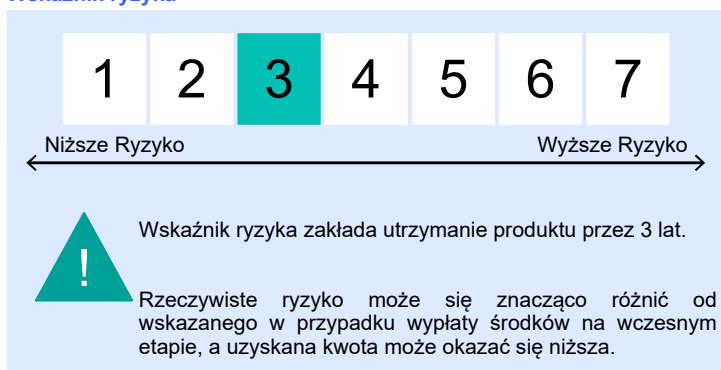 1 2 3 4 5 6 7
Niższe Ryzyko Wyższe Ryzyko
!
Wskaźnik ryzyka zakłada utrzymanie produktu przez 3 lat.
Rzeczywiste ryzyko może się znacząco różnić od
wskazanego w przypadku wypłaty środków na wczesnym
etapie, a uzyskana kwota może okazać się niższa.